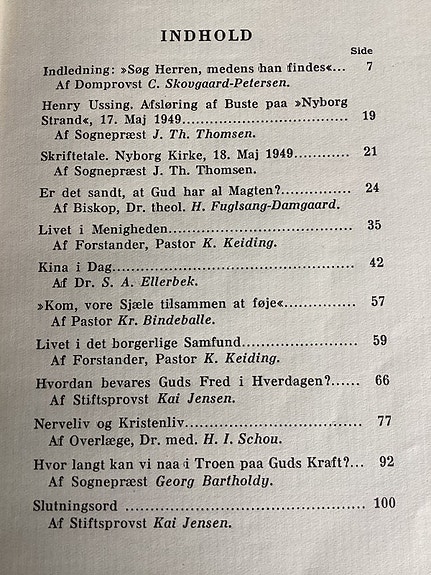 INDHOLD
Side
Indledning: »Søg Herren, medens han findes«... 7
Af Domprovst C. Skovgaard-Petersen.
Henry Ussing. Afsløring af Buste paa »Nyborg
Strand«, 17. Maj 1949................................... 19
Af Sognepræst J. Th. Thomsen.
Skriftetale. Nyborg Kirke, 18. Maj 1949........... 21
Af Sognepræst J. Th. Thomsen.
Er det sandt, at Gud har al Magten?.............. 24
Af Biskop, Dr. theol. H. Fuglsang-Damgaard.
Livet i Menigheden...................................... 35
Af Forstander, Pastor K. Keiding.
Kina i Dag................................................. 42
Af Dr. S. A. Ellerbek.
»Kom, vore Sjæle tilsammen at føje«............... 57
Af Pastor Kr. Bindeballe.
Livet i det borgerlige Samfund...................... 59
Af Forstander, Pastor K. Keiding.
Hvordan bevares Guds Fred i Hverdagen?...... 66
Af Stiftsprovst Kai Jensen.
Nerveliv og Kristenliv................................... 77
Af Overlæge, Dr. med. H. I. Schou.
Hvor langt kan vi naa i Troen paa Guds Kraft?... 92
Af Sognepræst Georg Bartholdy.
Slutningsord .............................................. 100
Af Stiftsprovst Kai Jensen.